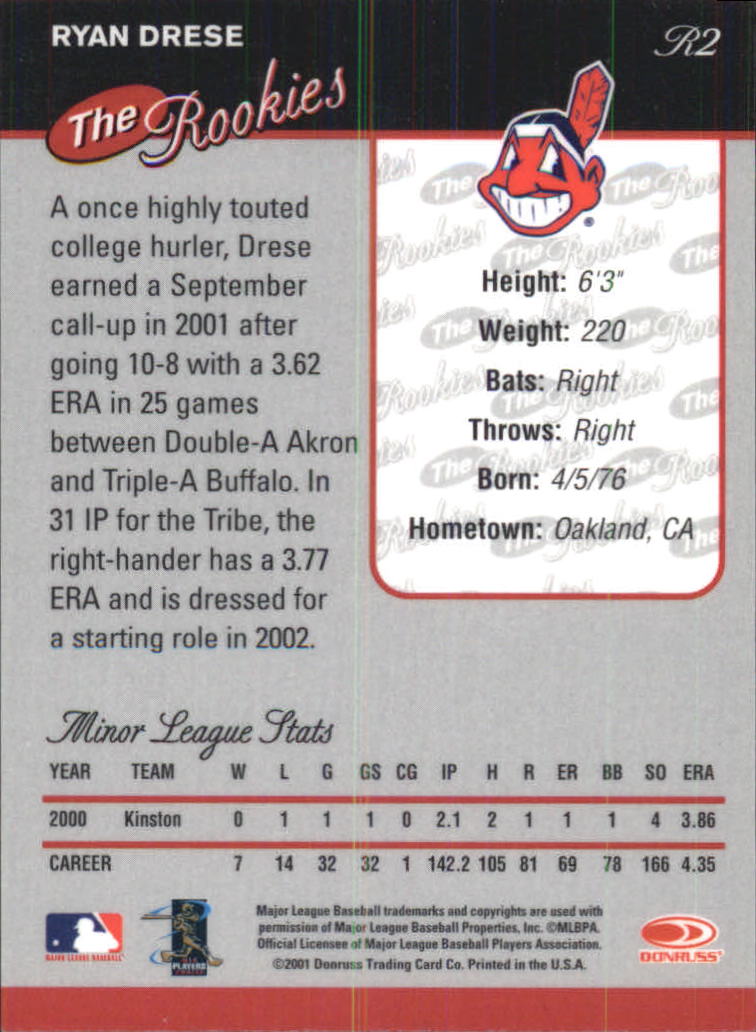 RYAN DRESE
R2
The Rookies
A once highly touted
college hurler, Drese
earned a September
call-up in 2001 after
going 10-8 with a 3.62
ERA in 25 games
between Double-A Akron
and Triple-A Buffalo. In
31 IP for the Tribe, the
right-hander has a 3.77
ERA and is dressed for
a starting role in 2002.
Height: 6'3"
Weight: 220
Bats: Right
Throws: Right
Born: 4/5/76
Hometown: Oakland, CA
Minor League Stats
YEAR TEAM W L G GS CG IP H R ER BB SO ERA
2000 Kinston 0 1 1 1 0 2.1 2 1 1 1 4 3.86
CAREER 7 14 32 32 1 142.2 105 81 69 78 166 4.35
MAJOR LEAGUE BASEBALL
PLAYERS
Major League Baseball trademarks and copyrights are used with
permission of Major League Baseball Properties, Inc. ©MLBPA.
Official Licensee of Major League Baseball Players Association.
©2001 Donruss Trading Card Co. Printed in the U.S.A.
DONRUSS